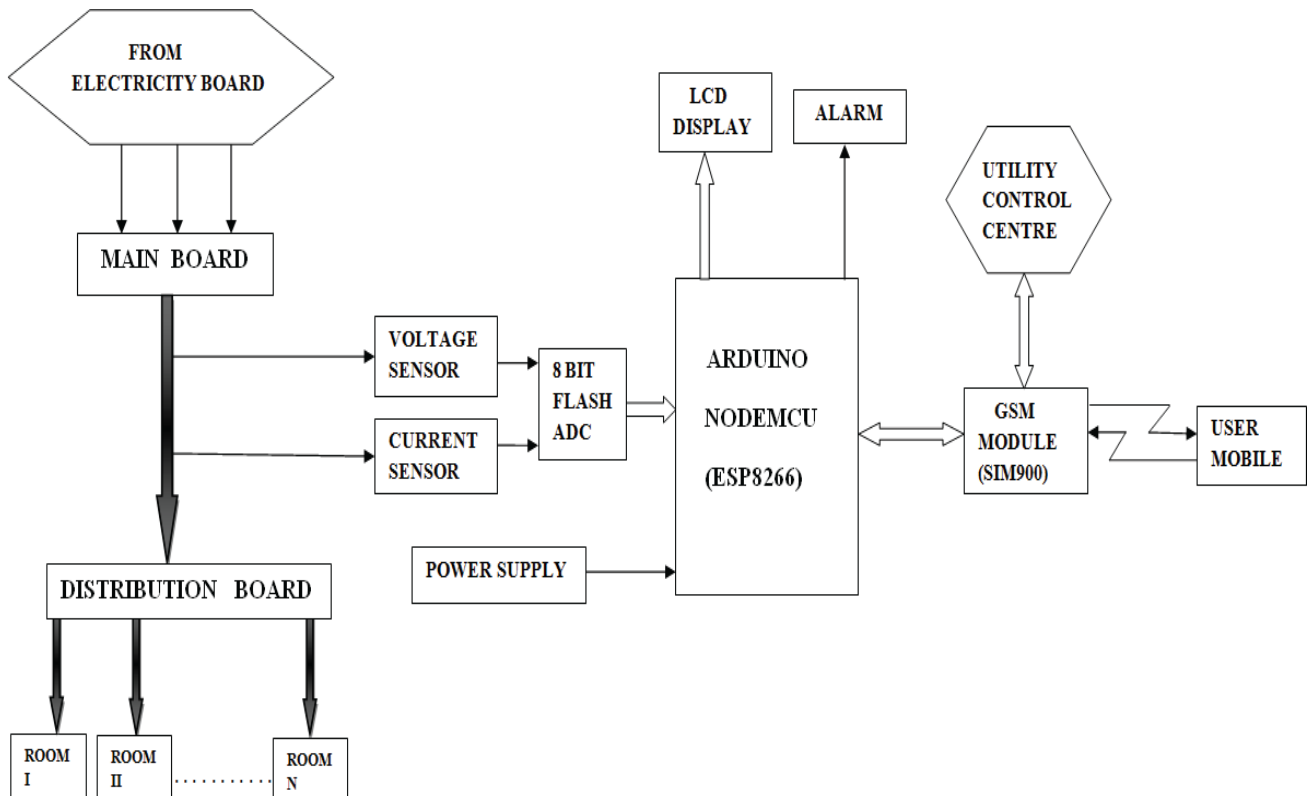 FROM
ELECTRICITY BOARD
MAIN BOARD
VOLTAGE
SENSOR
CURRENT
SENSOR
8 BIT
FLASH
ADC
POWER SUPPLY
DISTRIBUTION BOARD
ROOM
I
ROOM
II
. . . . . . . . . .
ROOM
N
LCD
DISPLAY
ALARM
ARDUINO
NODEMCU
(ESP8266)
UTILITY
CONTROL
CENTRE
GSM
MODULE
(SIM900)
USER
MOBILE